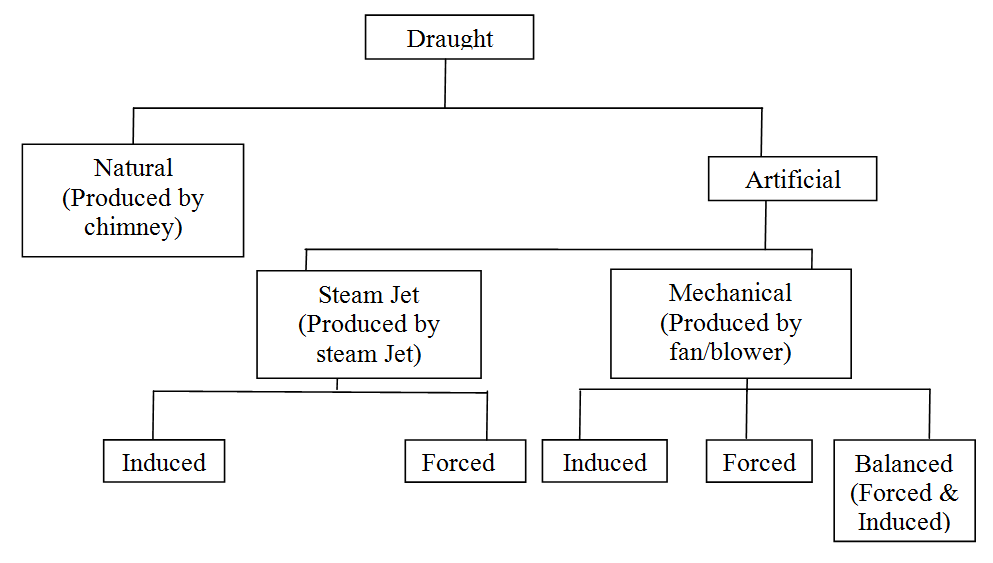 Draught
Natural
(Produced by
chimney)
Artificial
Steam Jet
(Produced by
steam Jet)
Mechanical
(Produced by
fan/blower)
Induced
Forced
Induced
Forced
Balanced
(Forced &
Induced)